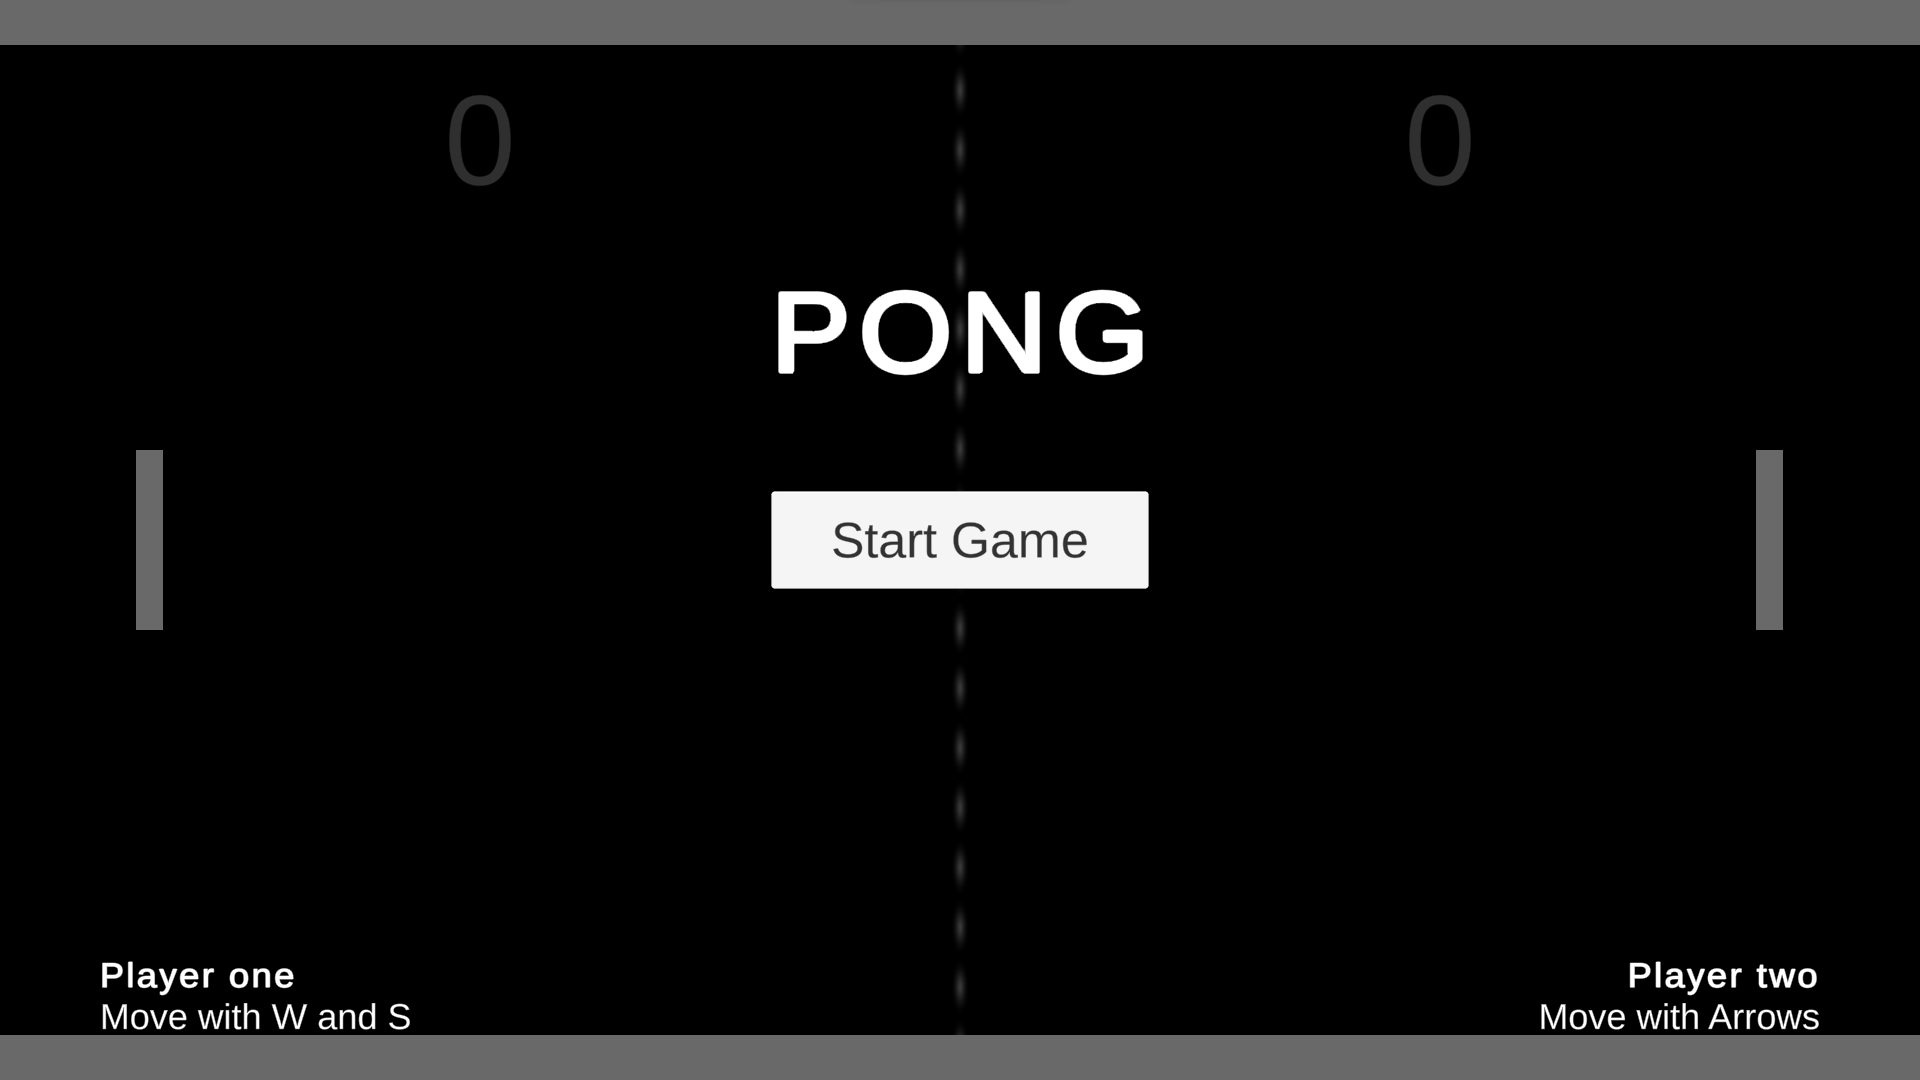 0
0
PONG
Start Game
Player one
Move with W and S
Player two
Move with Arrows